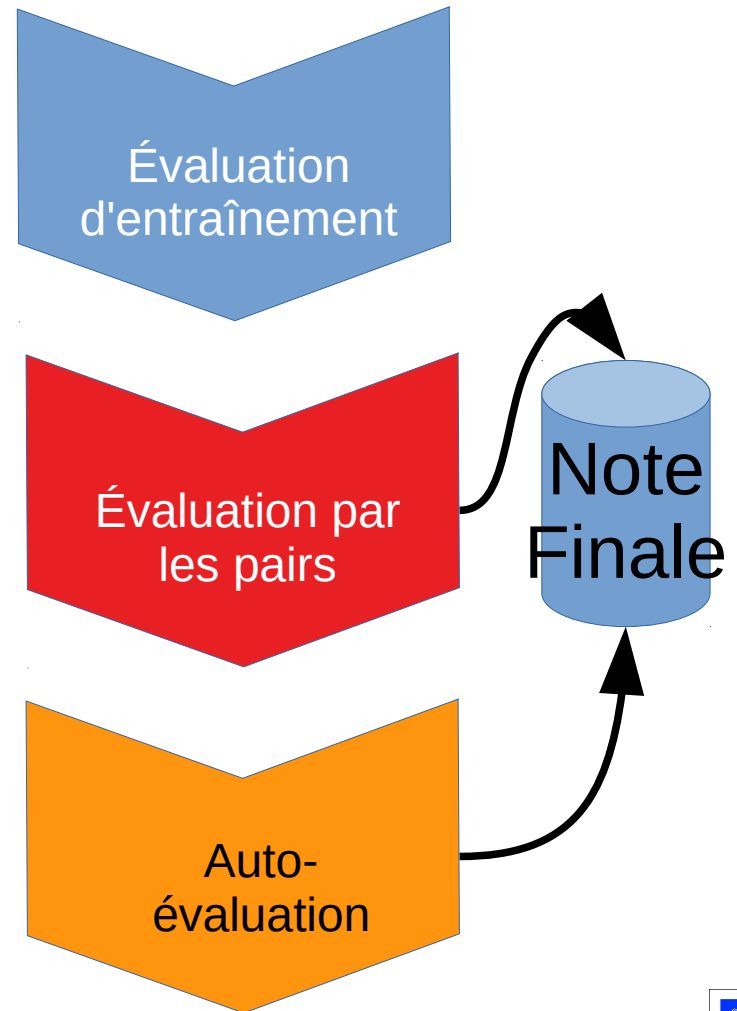 Évaluation
d'entraînement
Évaluation par
les pairs
Note
Finale
Auto-
évaluation